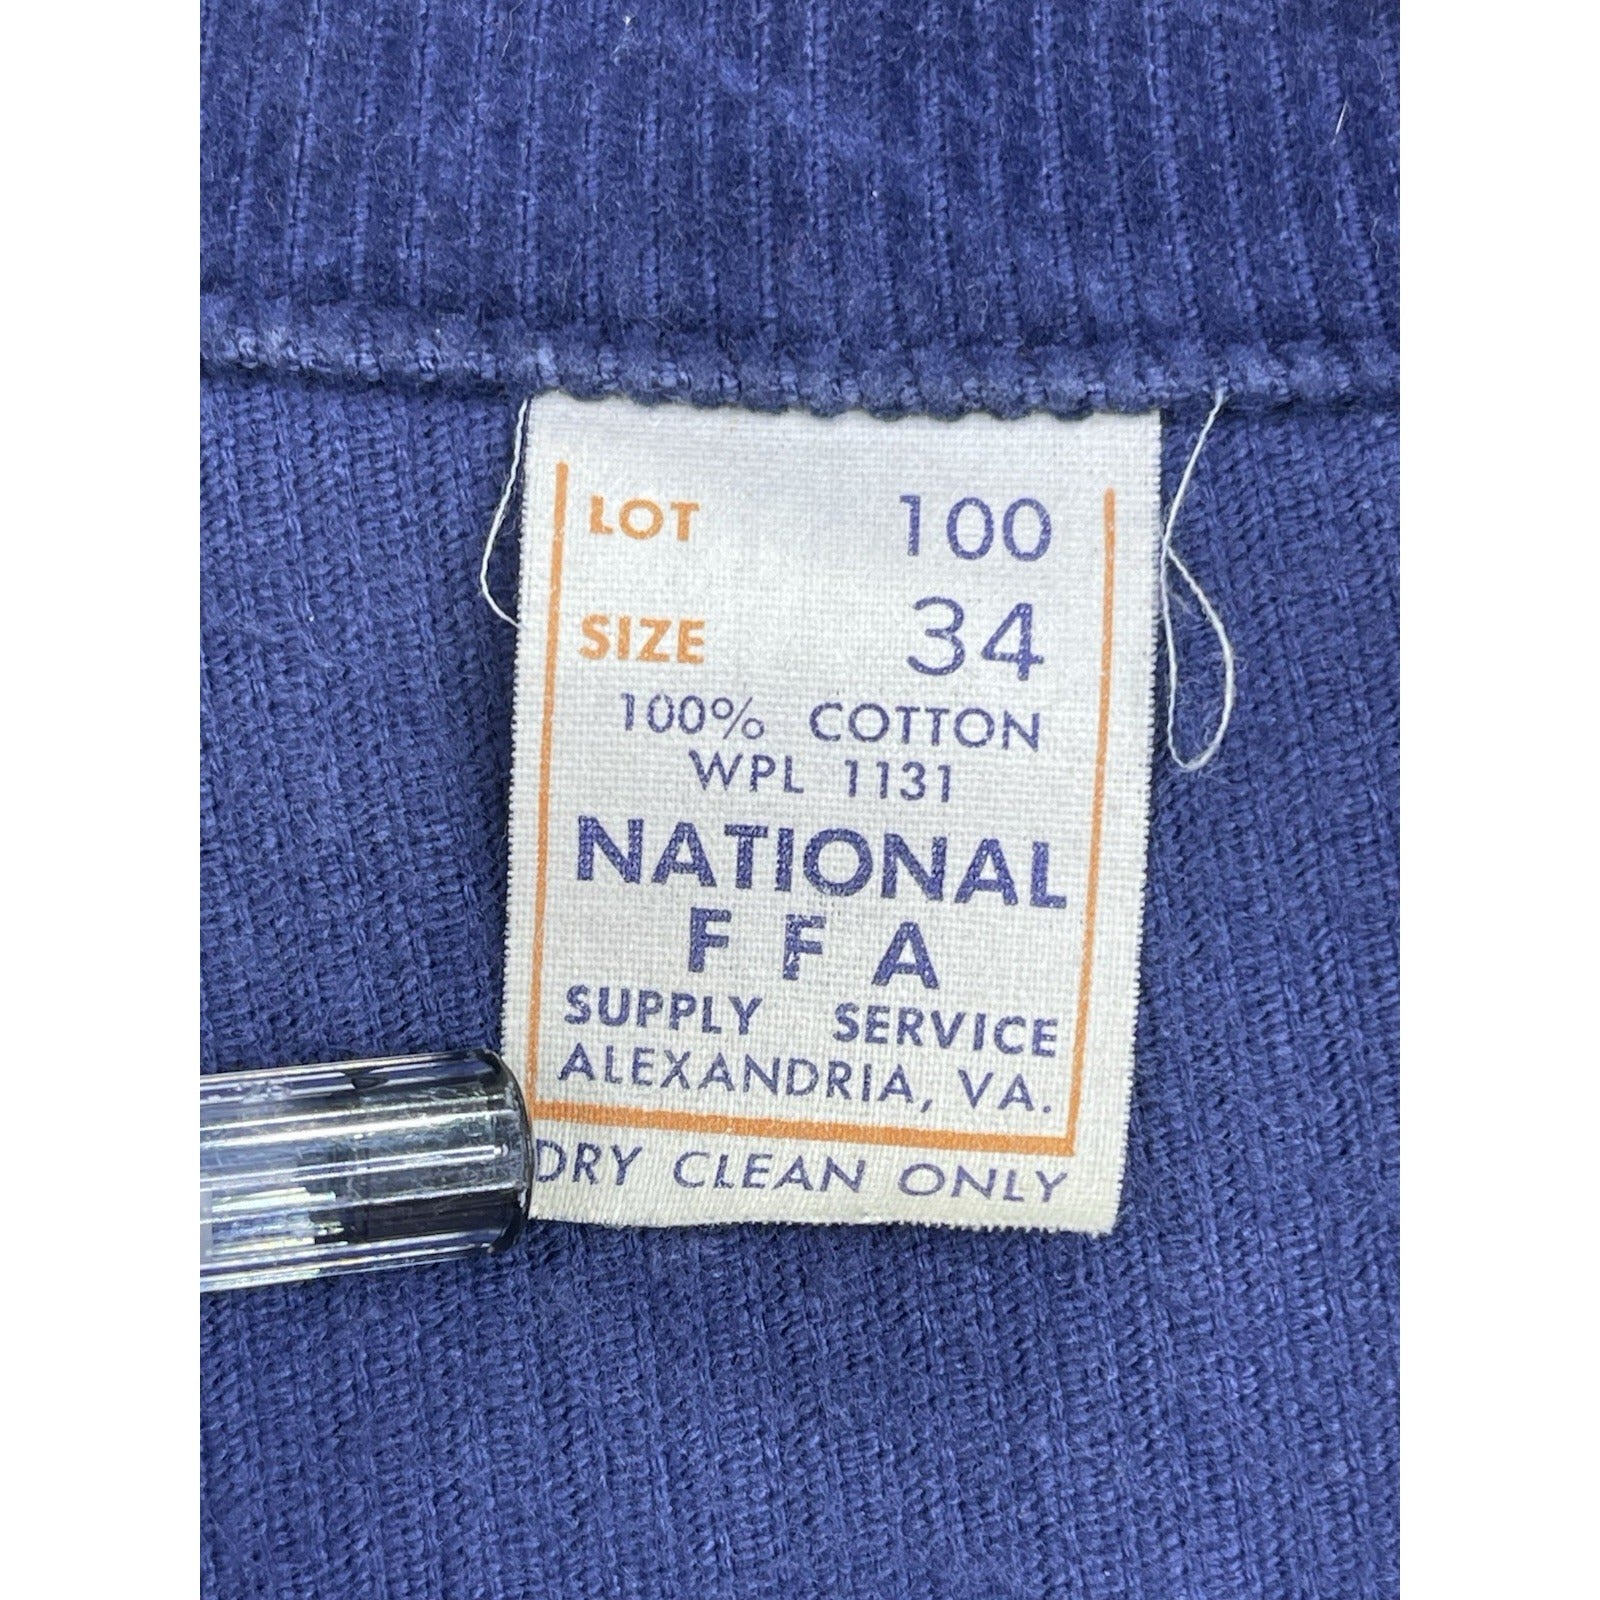 LOT 100
SIZE 34
100% COTTON
WPL 1131
NATIONAL
F F A
SUPPLY SERVICE
ALEXANDRIA, VA.
DRY CLEAN ONLY